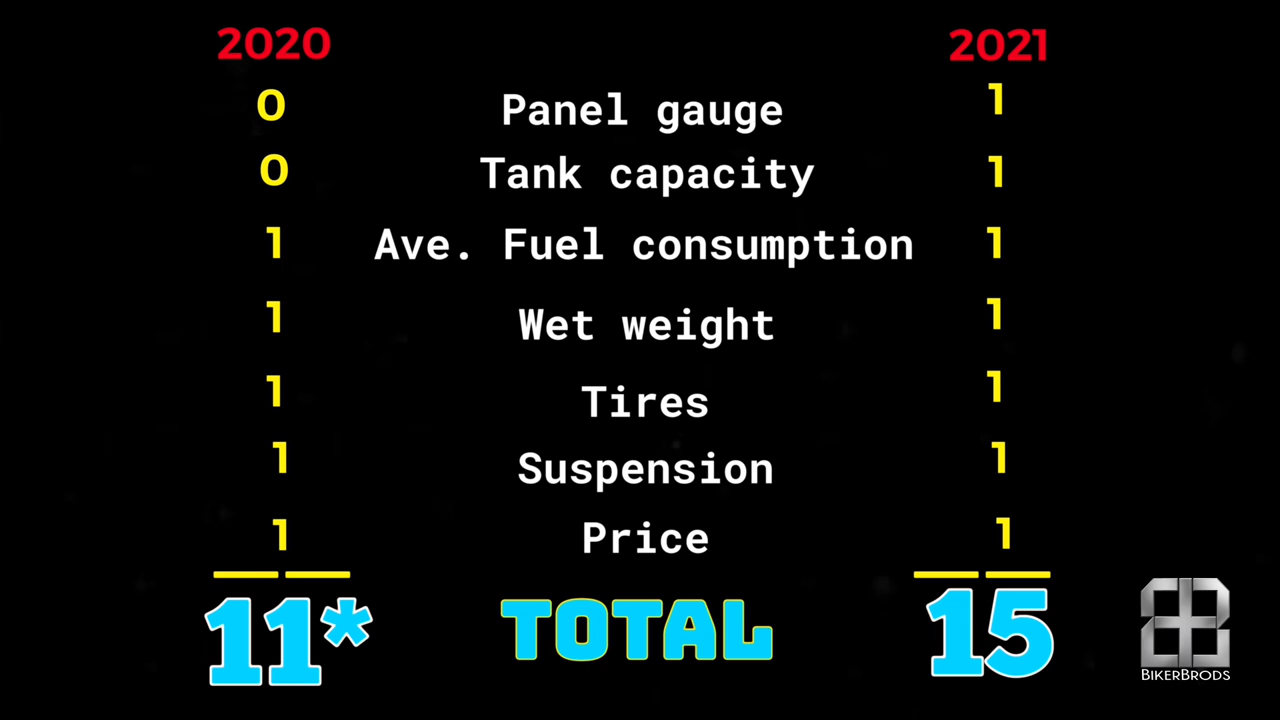 2020 2021
0 Panel gauge 1
0 Tank capacity 1
1 Ave. Fuel consumption 1
1 Wet weight 1
1 Tires 1
1 Suspension 1
1 Price 1
11* TOTAL 15
BIKERBRODS